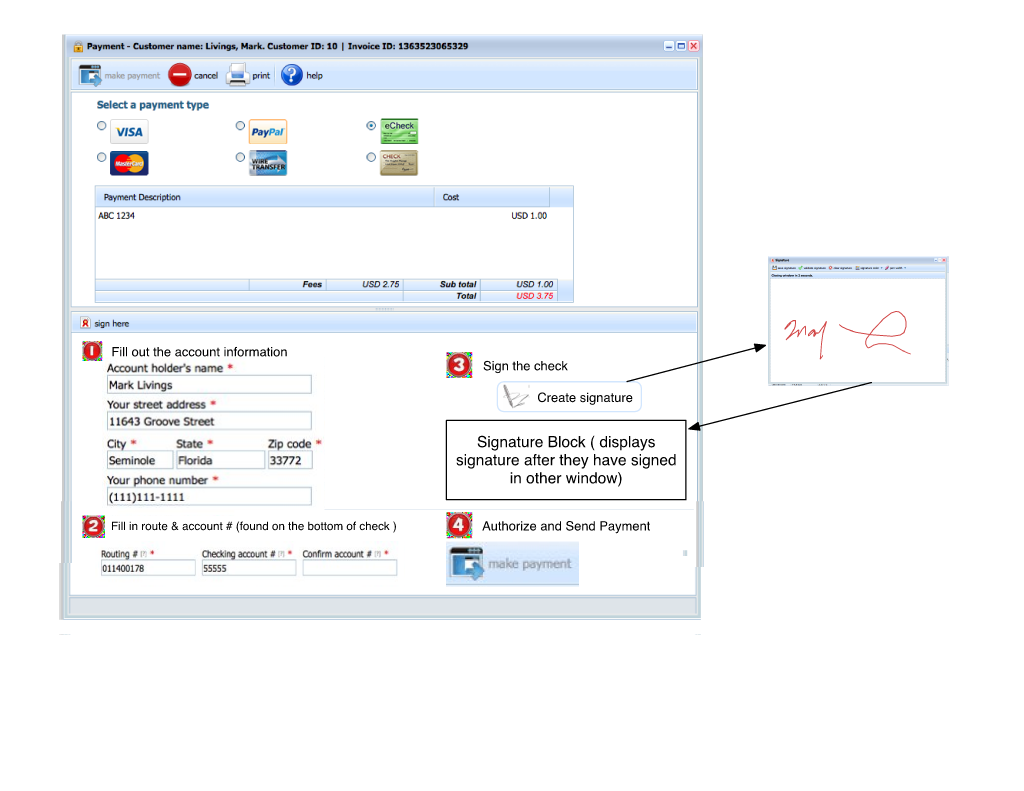 Payment - Customer name: Livings, Mark. Customer ID: 10 | Invoice ID: 1363523065329
make payment cancel print help
Select a payment type
VISA PayPal eCheck
MasterCard WIRE TRANSFER CHECK
Payment Description Cost
ABC 1234 USD 1.00
Fees USD 2.75 Sub total USD 1.00
Total USD 3.75
sign here
1 Fill out the account information
Account holder's name *
Mark Livings
Your street address *
11643 Groove Street
City * State * Zip code *
Seminole Florida 33772
Your phone number *
(111)111-1111
2 Fill in route & account # (found on the bottom of check )
Routing # [?] * Checking account # [?] * Confirm account # [?] *
011400178 55555
3 Sign the check
Create signature
Signature Block ( displays
signature after they have signed
in other window)
4 Authorize and Send Payment
make payment
Closing window in 3 seconds.